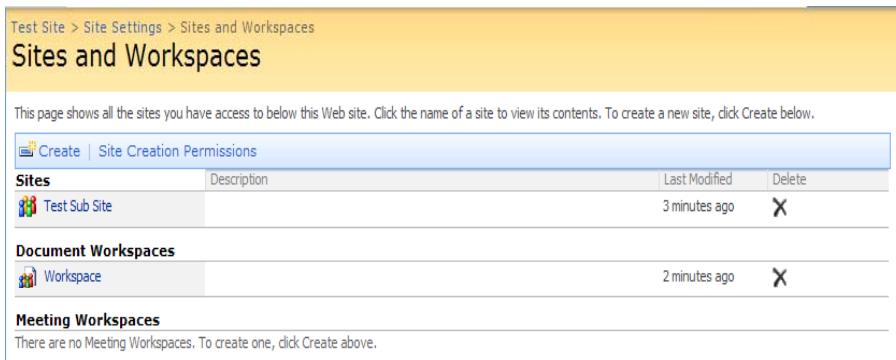 Test Site > Site Settings > Sites and Workspaces
Sites and Workspaces
This page shows all the sites you have access to below this Web site. Click the name of a site to view its contents. To create a new site, click Create below.
Create | Site Creation Permissions
Sites Description Last Modified Delete
Test Sub Site 3 minutes ago
Document Workspaces
Workspace 2 minutes ago
Meeting Workspaces
There are no Meeting Workspaces. To create one, click Create above.